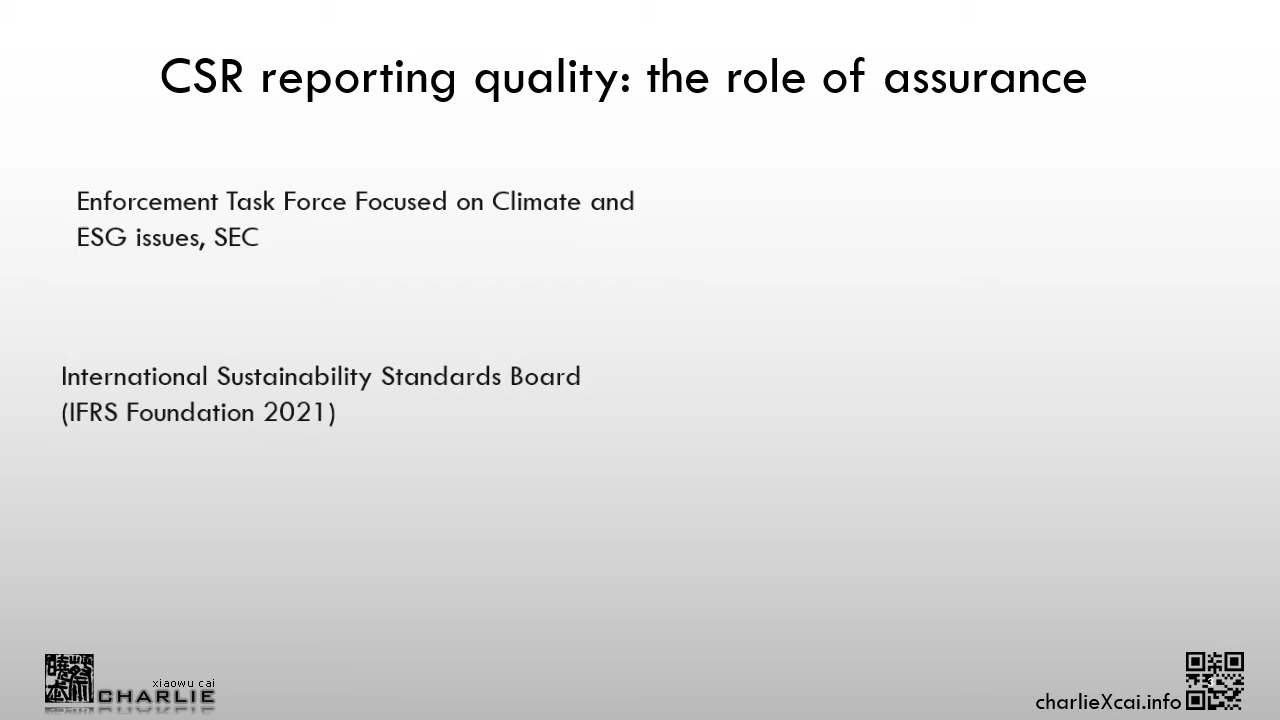 CSR reporting quality: the role of assurance
Enforcement Task Force Focused on Climate and
ESG issues, SEC
International Sustainability Standards Board
(IFRS Foundation 2021)
xiaowu cai
CHARLIE
charlieXcai.info